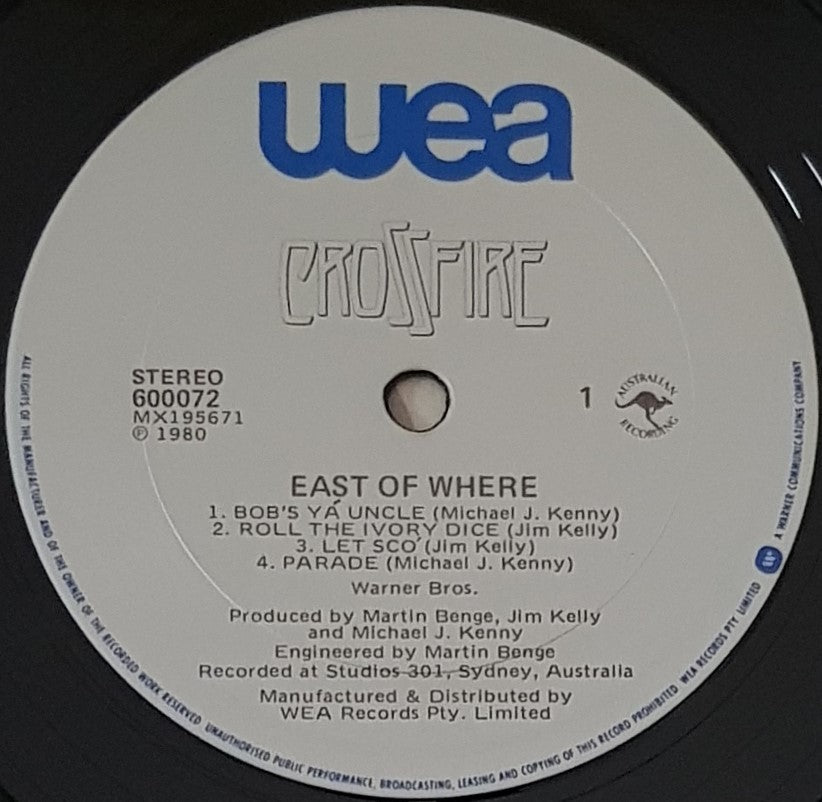 wea
CROSSFIRE
STEREO
600072
MX195671
℗ 1980
1
AUSTRALIAN
RECORDING
EAST OF WHERE
1. BOB'S YA' UNCLE (Michael J. Kenny)
2. ROLL THE IVORY DICE (Jim Kelly)
3. LET SCO' (Jim Kelly)
4. PARADE (Michael J. Kenny)
Warner Bros.
Produced by Martin Benge, Jim Kelly
and Michael J. Kenny
Engineered by Martin Benge
Recorded at Studios 301, Sydney, Australia
Manufactured & Distributed by
WEA Records Pty. Limited
ALL RIGHTS OF THE MANUFACTURER AND OF THE OWNER OF THE RECORDED WORK RESERVED UNAUTHORISED PUBLIC PERFORMANCE, BROADCASTING, LEASING AND COPYING OF THIS RECORD PROHIBITED WEA RECORDS PTY. LIMITED A WARNER COMMUNICATIONS COMPANY